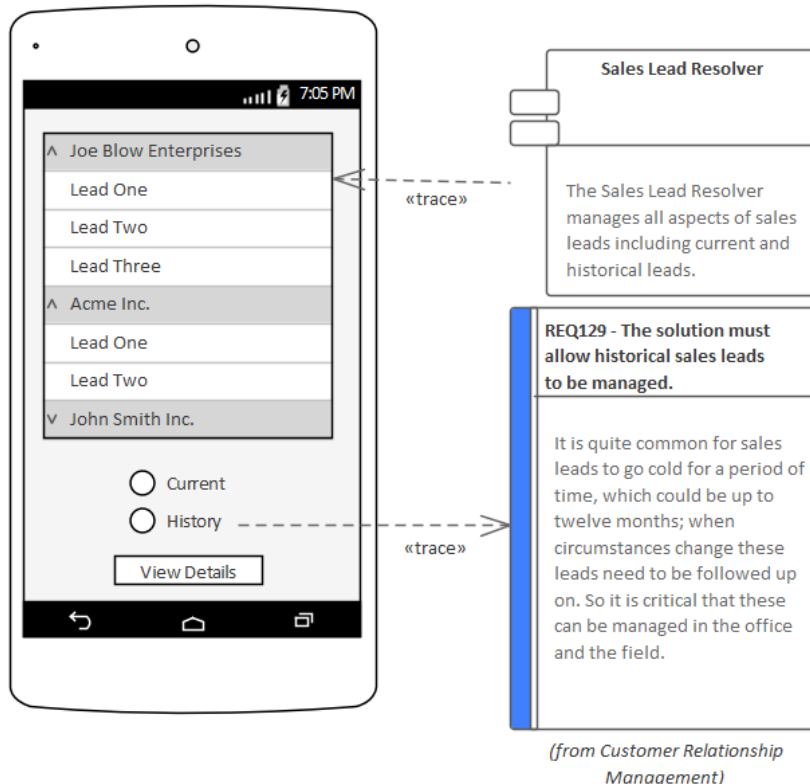 7:05 PM
Joe Blow Enterprises
Lead One
Lead Two
Lead Three
Acme Inc.
Lead One
Lead Two
John Smith Inc.
Current
History
View Details
«trace»
«trace»
Sales Lead Resolver
The Sales Lead Resolver
manages all aspects of sales
leads including current and
historical leads.
REQ129 - The solution must
allow historical sales leads
to be managed.
It is quite common for sales
leads to go cold for a period of
time, which could be up to
twelve months; when
circumstances change these
leads need to be followed up
on. So it is critical that these
can be managed in the office
and the field.
(from Customer Relationship
Management)